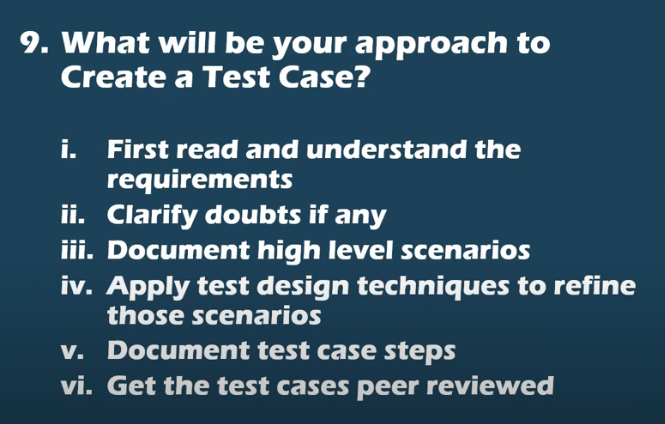 9. What will be your approach to
Create a Test Case?
i. First read and understand the
requirements
ii. Clarify doubts if any
iii. Document high level scenarios
iv. Apply test design techniques to refine
those scenarios
v. Document test case steps
vi. Get the test cases peer reviewed